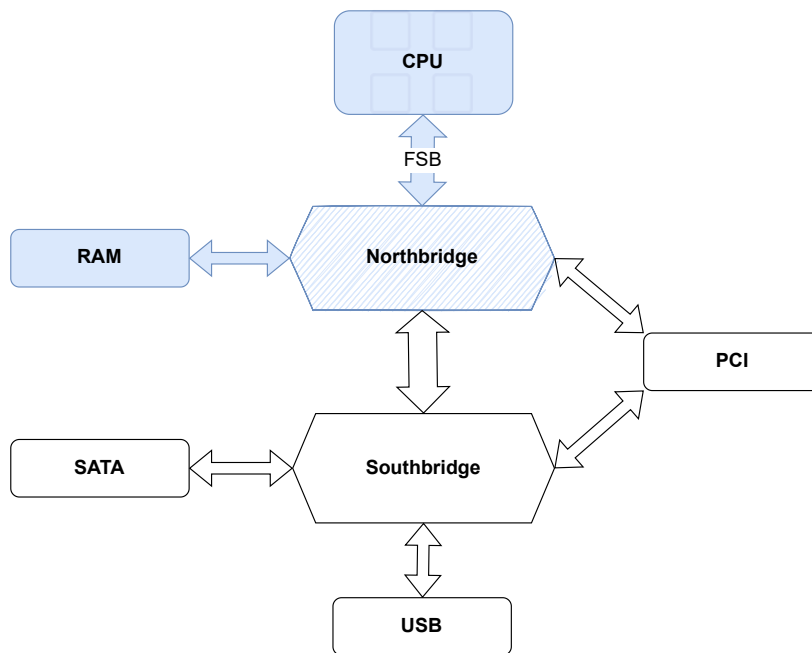 CPU
FSB
RAM
Northbridge
PCI
SATA
Southbridge
USB